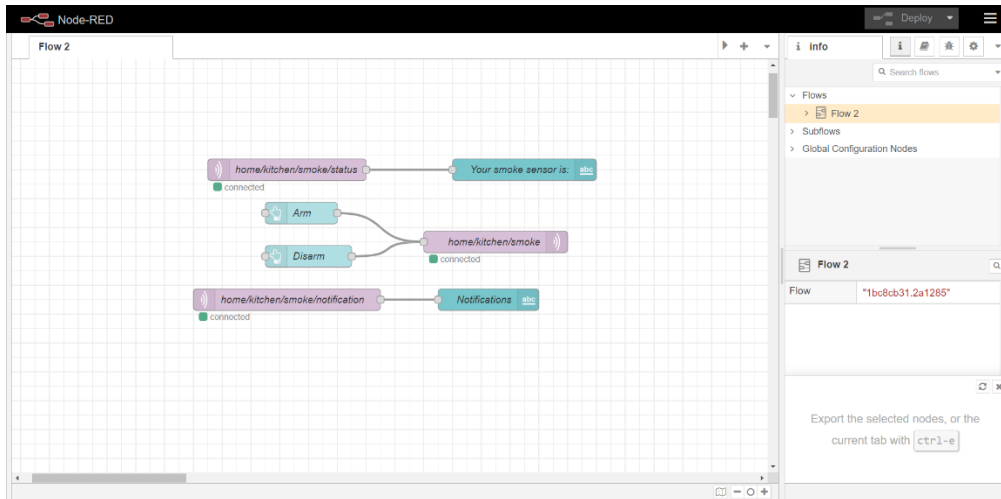 Node-RED
Deploy
Flow 2
i info
Search flows
Flows
Flow 2
Subflows
Global Configuration Nodes
home/kitchen/smoke/status
Your smoke sensor is: abc
connected
Arm
home/kitchen/smoke
Disarm
connected
home/kitchen/smoke/notification
Notifications abc
connected
Flow 2
Flow "1bc8cb31.2a1285"
Export the selected nodes, or the
current tab with ctrl-e